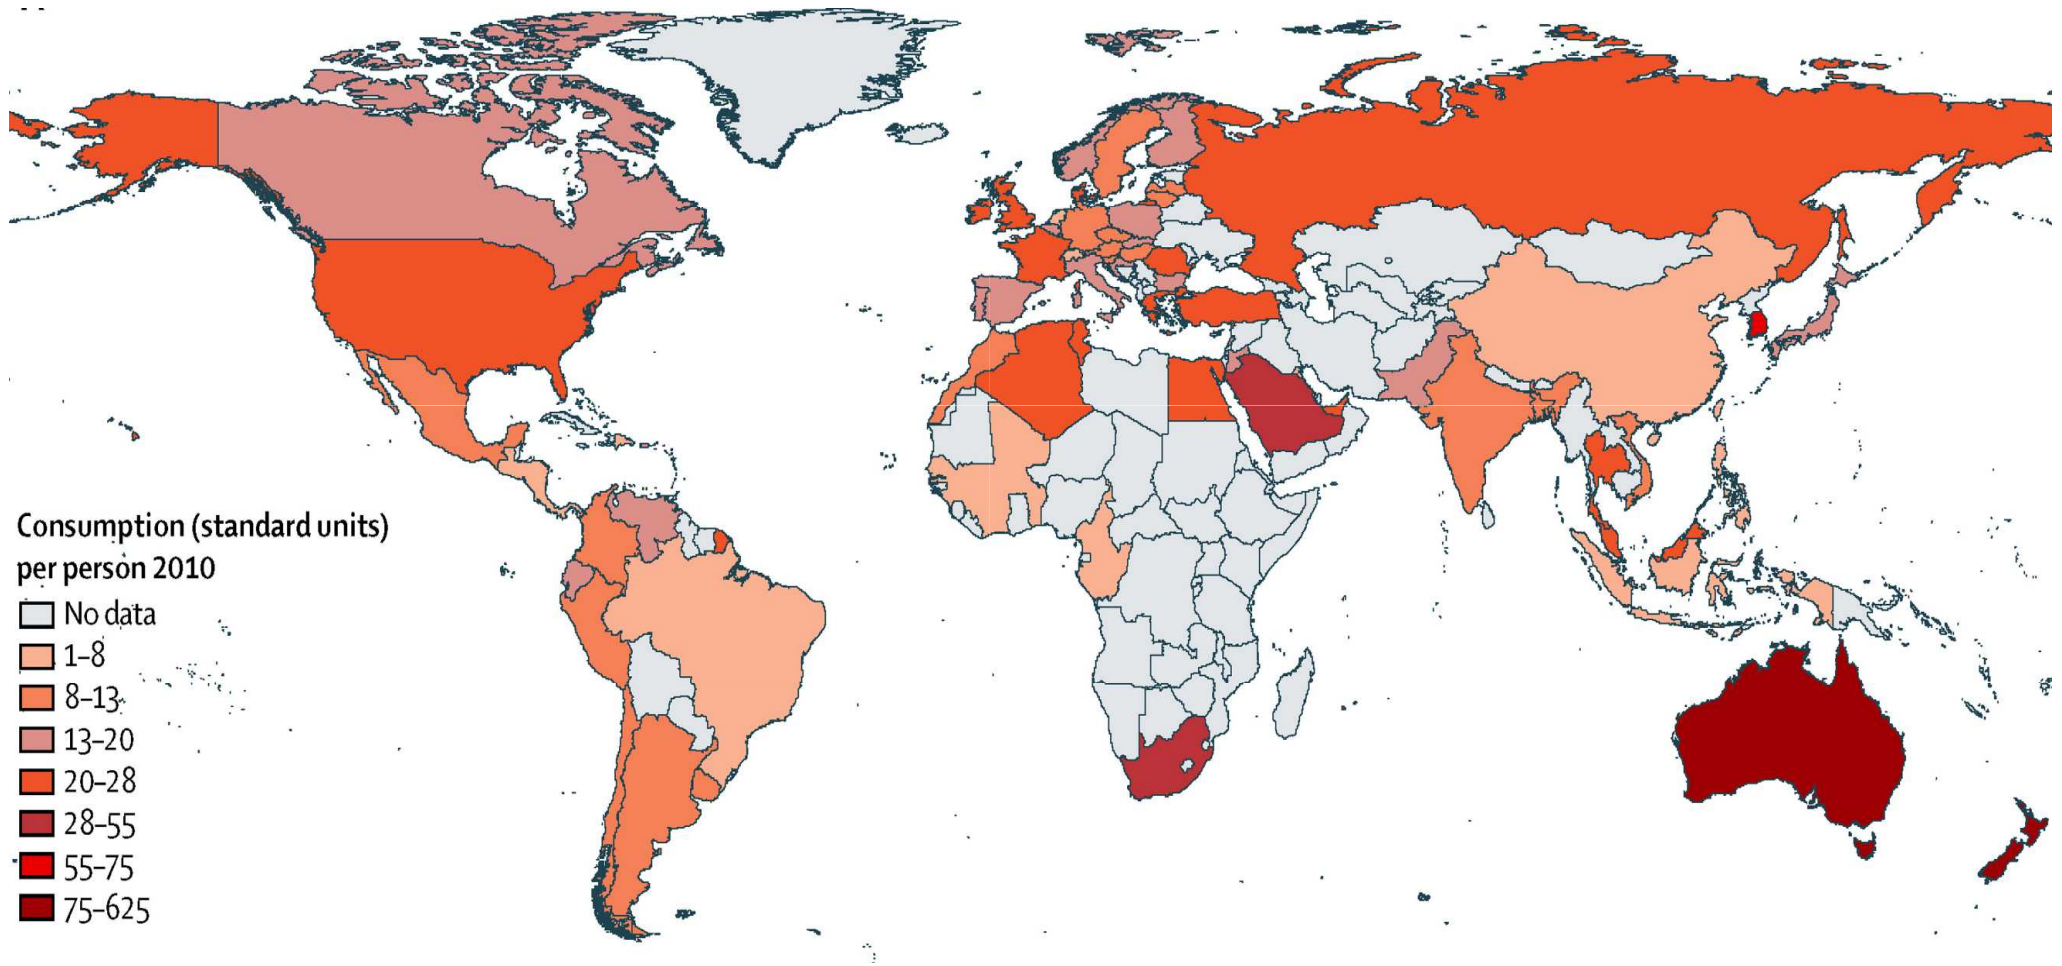 Consumption (standard units)
per person 2010
No data
1–8
8–13
13–20
20–28
28–55
55–75
75–625